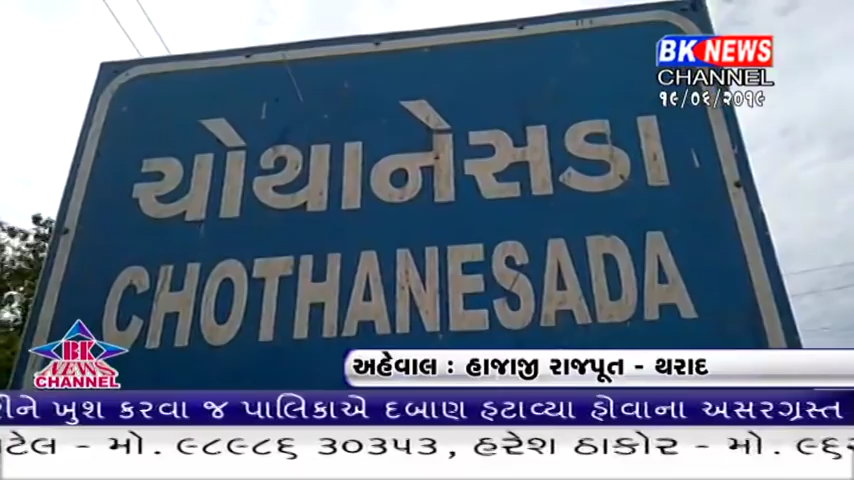 BK NEWS
CHANNEL
૧૯/૦૬/૨૦૧૯
ચોથાનેસડા
CHOTHANESADA
BK
NEWS
CHANNEL
અહેવાલ : હાજાજી રાજપૂત - થરાદ
ખુશ કરવા જ પાલિકાએ દબાણ હટાવ્યા હોવાના અસરગ્રસ્ત
- મો. ૯૮૯૮૬ ૩૦૩૫૩, હરેશ ઠાકોર - મો.